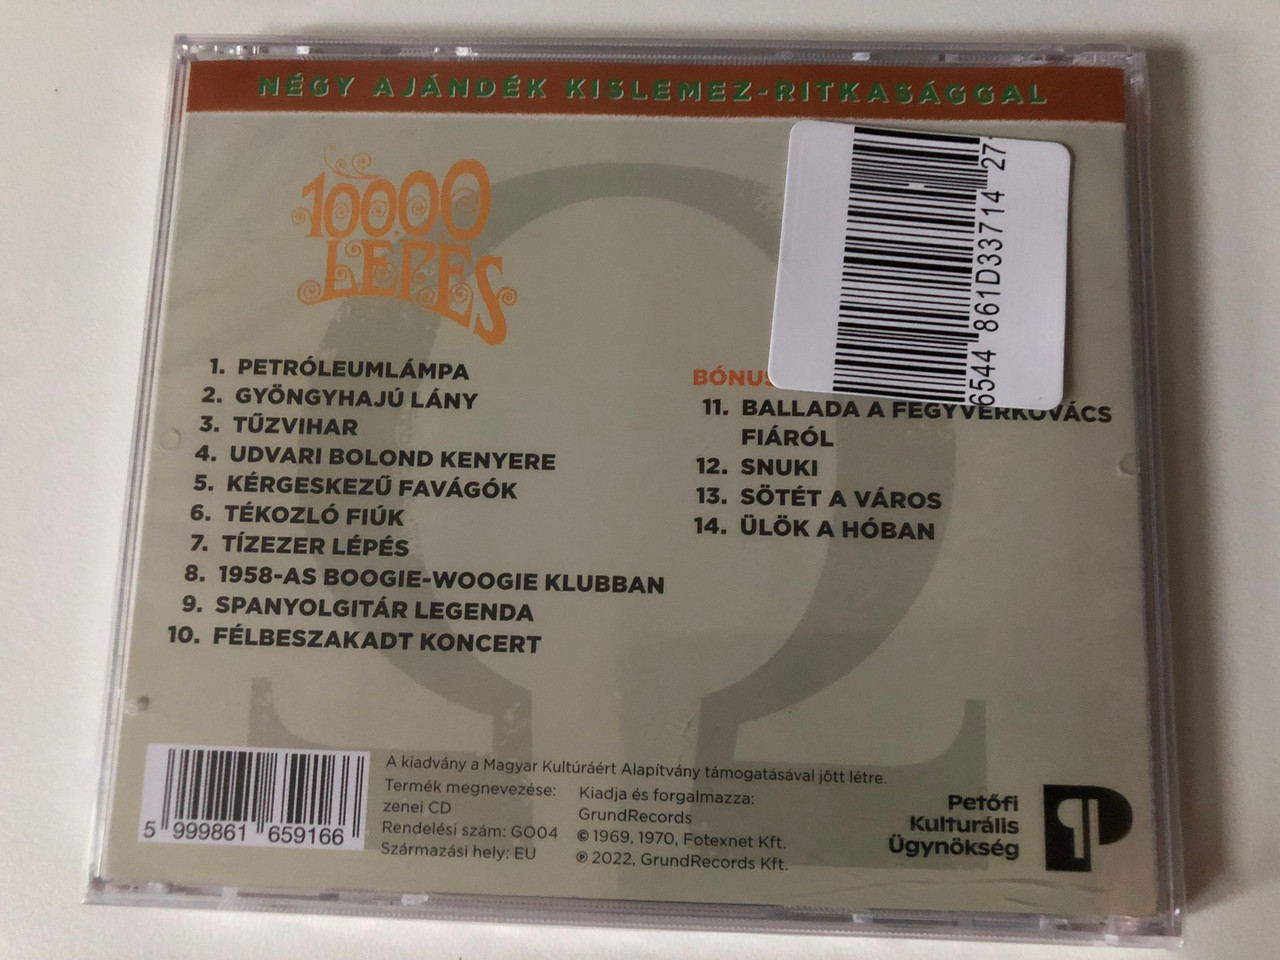 NÉGY AJÁNDÉK KISLEMEZ-RITKASÁGGAL
10000
LÉPÉS
1. PETRÓLEUMLÁMPA
2. GYÖNGYHAJÚ LÁNY
3. TŰZVIHAR
4. UDVARI BOLOND KENYERE
5. KÉRGESKEZŰ FAVÁGÓK
6. TÉKOZLÓ FIÚK
7. TÍZEZER LÉPÉS
8. 1958-AS BOOGIE-WOOGIE KLUBBAN
9. SPANYOLGITÁR LEGENDA
10. FÉLBESZAKADT KONCERT
BÓNUS
11. BALLADA A FEGYVERKOVÁCS
FIÁRÓL
12. SNUKI
13. SÖTÉT A VÁROS
14. ÜLÖK A HÓBAN
6544 861D33714 27
5 999861 659166
A kiadvány a Magyar Kultúráért Alapítvány támogatásával jött létre.
Termék megnevezése:
zenei CD
Rendelési szám: GO04
Származási hely: EU
Kiadja és forgalmazza:
GrundRecords
© 1969, 1970, Fotexnet Kft.
℗ 2022, GrundRecords Kft.
Petőfi
Kulturális
Ügynökség